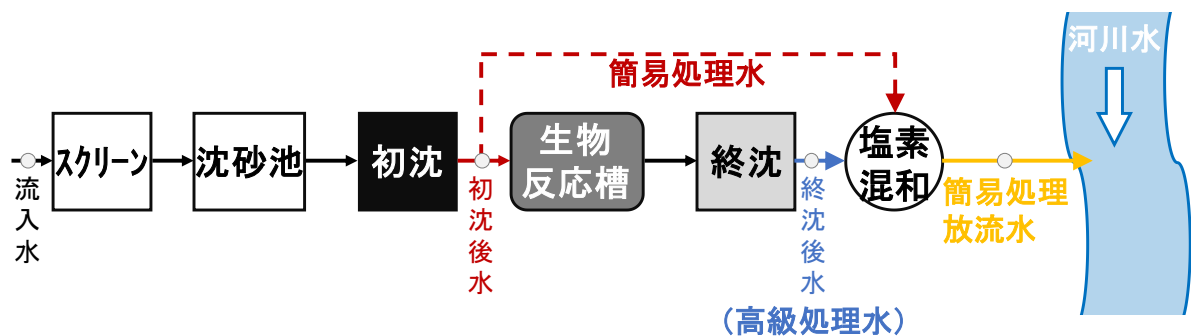 河川水
簡易処理水
流入水
スクリーン
沈砂池
初沈
初沈後水
生物
反応槽
終沈
終沈後水
(高級処理水)
塩素
混和
簡易処理
放流水